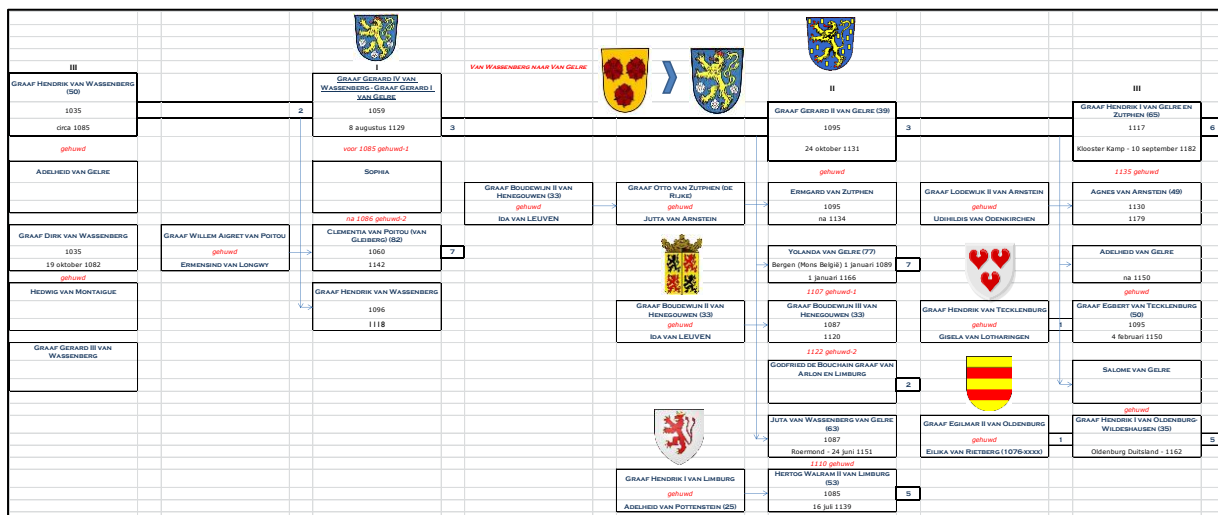 III
GRAAF HENDRIK VAN WASSENBERG
(50)
1035
circa 1085
gehuwd
ADELHEID VAN GELRE
GRAAF DIRK VAN WASSENBERG
1035
19 oktober 1082
gehuwd
HEDWIG VAN MONTAIGUE
GRAAF GERARD III VAN
WASSENBERG
GRAAF WILLEM AIGRET VAN POITOU
gehuwd
ERMENSIND VAN LONGWY
2
I
GRAAF GERARD IV VAN
WASSENBERG - GRAAF GERARD I
VAN GELRE
1059
8 augustus 1129
3
voor 1085 gehuwd-1
SOPHIA
na 1086 gehuwd-2
CLEMENTIA VAN POITOU (VAN
GLEIBERG) (82)
1060
1142
7
GRAAF HENDRIK VAN WASSENBERG
1096
1118
VAN WASSENBERG NAAR VAN GELRE
GRAAF BOUDEWIJN II VAN
HENEGOUWEN (33)
gehuwd
IDA VAN LEUVEN
GRAAF OTTO VAN ZUTPHEN (DE
RIJKE)
gehuwd
JUTTA VAN ARNSTEIN
GRAAF BOUDEWIJN II VAN
HENEGOUWEN (33)
gehuwd
IDA VAN LEUVEN
GRAAF HENDRIK I VAN LIMBURG
gehuwd
ADELHEID VAN POTTENSTEIN (25)
II
GRAAF GERARD II VAN GELRE (39)
1095
24 oktober 1131
3
gehuwd
ERMGARD VAN ZUTPHEN
1095
na 1134
YOLANDA VAN GELRE (77)
Bergen (Mons België) 1 januari 1089
1 januari 1166
7
1107 gehuwd-1
GRAAF BOUDEWIJN III VAN
HENEGOUWEN (33)
1087
1120
1122 gehuwd-2
GODFRIED DE BOUCHAIN GRAAF VAN
ARLON EN LIMBURG
2
JUTA VAN WASSENBERG VAN GELRE
(63)
1087
Roermond - 24 juni 1151
1110 gehuwd
HERTOG WALRAM II VAN LIMBURG
(53)
1085
16 juli 1139
5
GRAAF LODEWIJK II VAN ARNSTEIN
gehuwd
UDIHILDIS VAN ODENKIRCHEN
GRAAF HENDRIK VAN TECKLENBURG
gehuwd
GISELA VAN LOTHARINGEN
1
GRAAF EGILMAR II VAN OLDENBURG
gehuwd
EILIKA VAN RIETBERG (1076-XXXX)
1
III
GRAAF HENDRIK I VAN GELRE EN
ZUTPHEN (65)
1117
Klooster Kamp - 10 september 1182
6
1135 gehuwd
AGNES VAN ARNSTEIN (49)
1130
1179
ADELHEID VAN GELRE
na 1150
gehuwd
GRAAF EGBERT VAN TECKLENBURG
(50)
1095
4 februari 1150
SALOME VAN GELRE
gehuwd
GRAAF HENDRIK I VAN OLDENBURG-
WILDESHAUSEN (35)
Oldenburg Duitsland - 1162
5